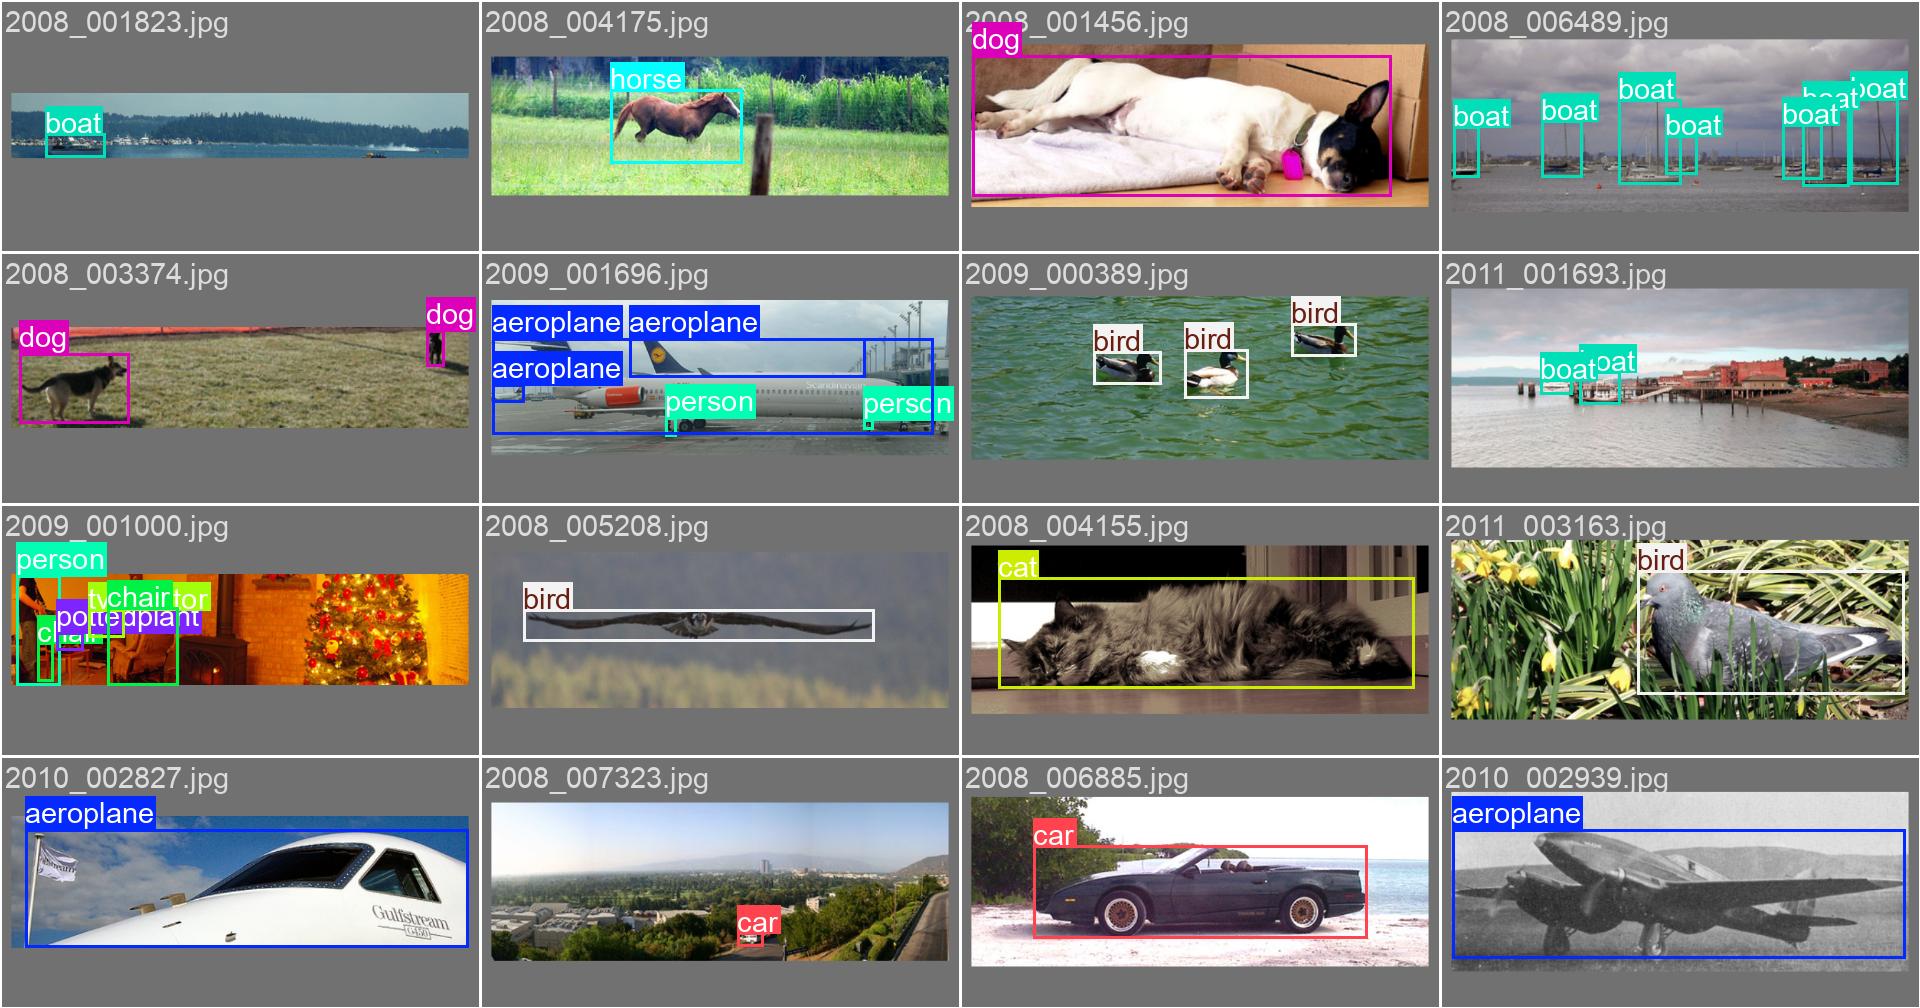 2008_001823.jpg
boat
2008_004175.jpg
horse
2008_001456.jpg
dog
2008_006489.jpg
boat
boat
boat
boat
boat
boat
boat
2008_003374.jpg
dog
dog
2009_001696.jpg
aeroplane
aeroplane
aeroplane
person
person
Scandinavian
2009_000389.jpg
bird
bird
bird
2011_001693.jpg
boat
boat
2009_001000.jpg
person
chair
pottedplant
chair
2008_005208.jpg
bird
2008_004155.jpg
cat
2011_003163.jpg
bird
2010_002827.jpg
aeroplane
Gulfstream
G450
2008_007323.jpg
car
2008_006885.jpg
car
2010_002939.jpg
aeroplane